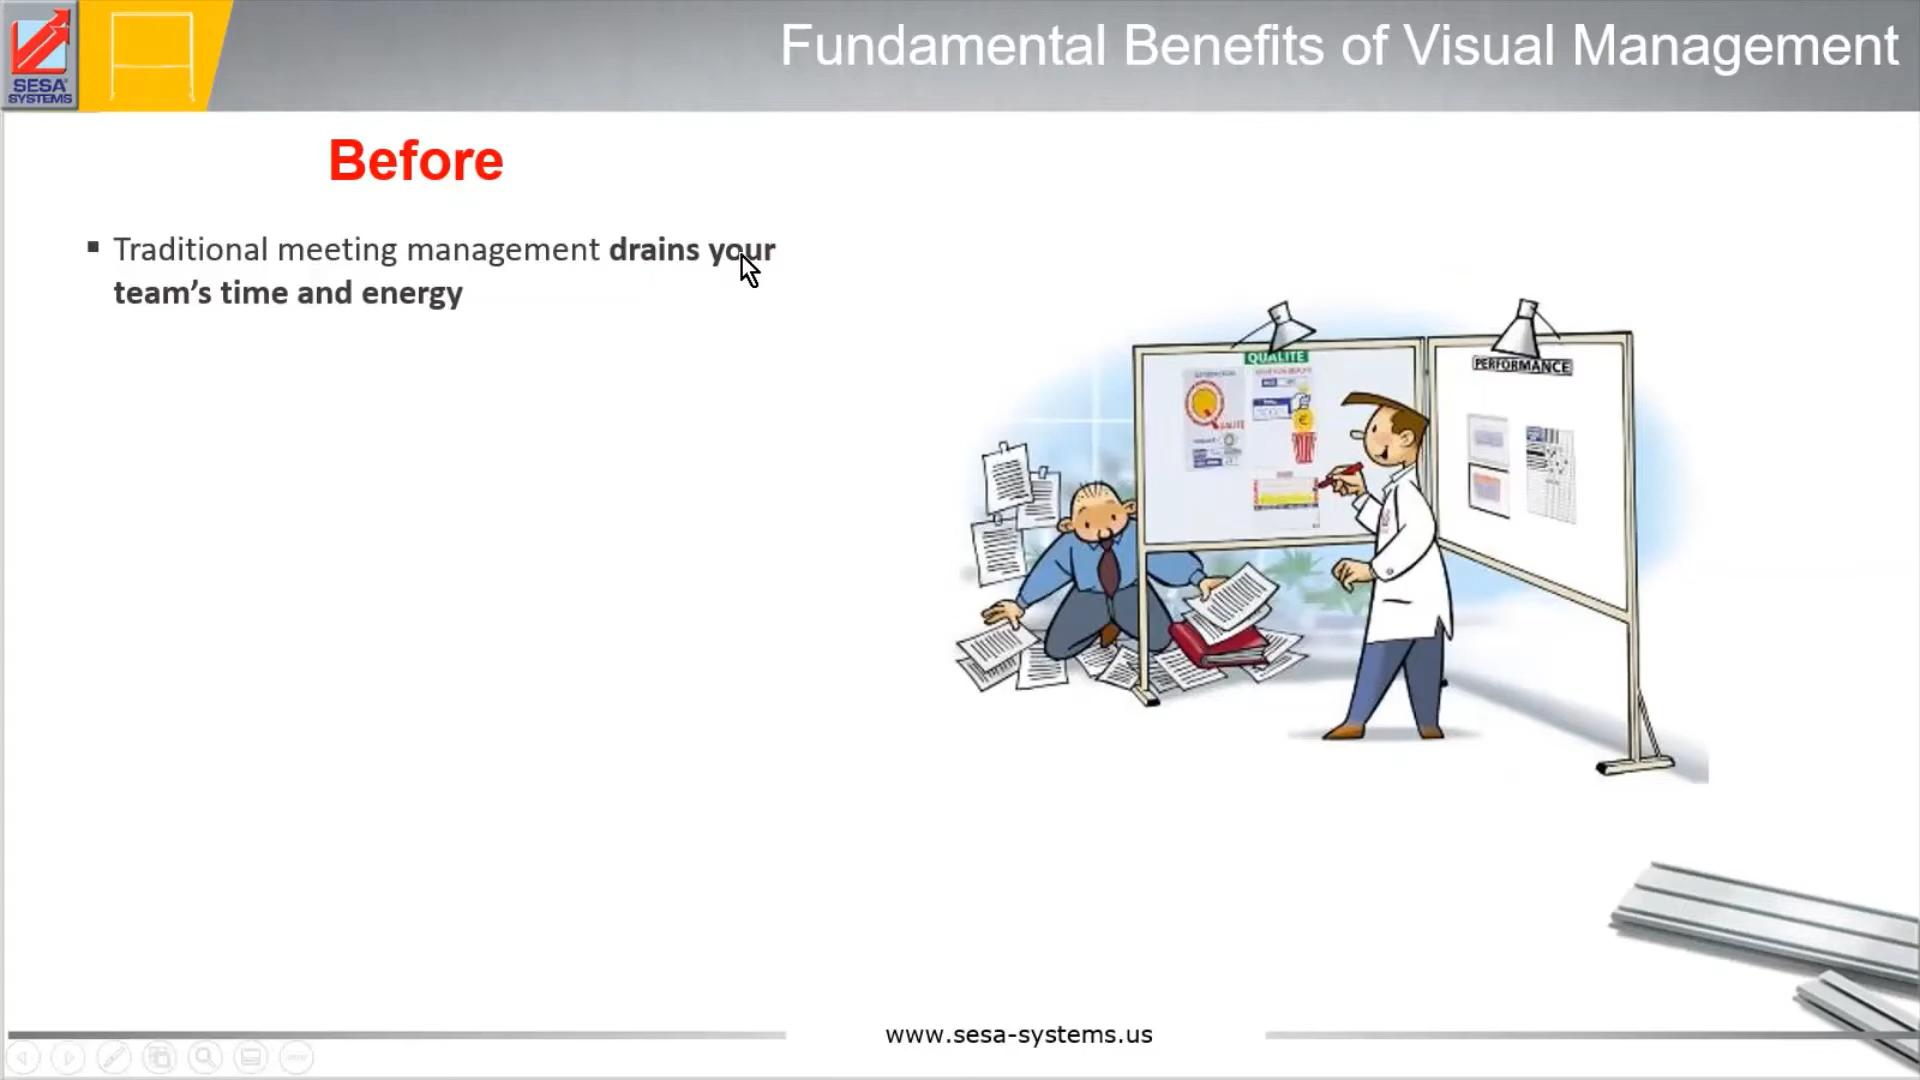 SESA
SYSTEMS
Fundamental Benefits of Visual Management
Before
▪ Traditional meeting management drains your
team’s time and energy
QUALITE
PERFORMANCE
www.sesa-systems.us